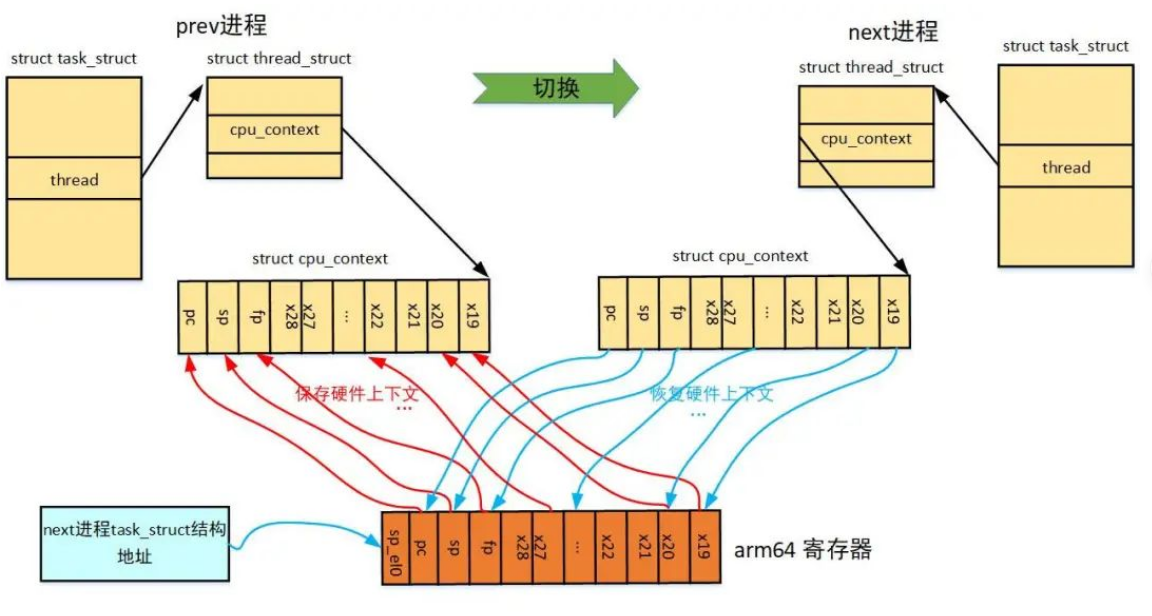 prev进程
struct task_struct
struct thread_struct
cpu_context
thread
切换
next进程
struct thread_struct
struct task_struct
cpu_context
thread
struct cpu_context
pc
sp
fp
x28
x27
...
x22
x21
x20
x19
struct cpu_context
pc
sp
fp
x28
x27
...
x22
x21
x20
x19
保存硬件上下文
...
恢复硬件上下文
...
next进程task_struct结构
地址
sp_el0
pc
sp
fp
x28
x27
...
x22
x21
x20
x19
arm64 寄存器